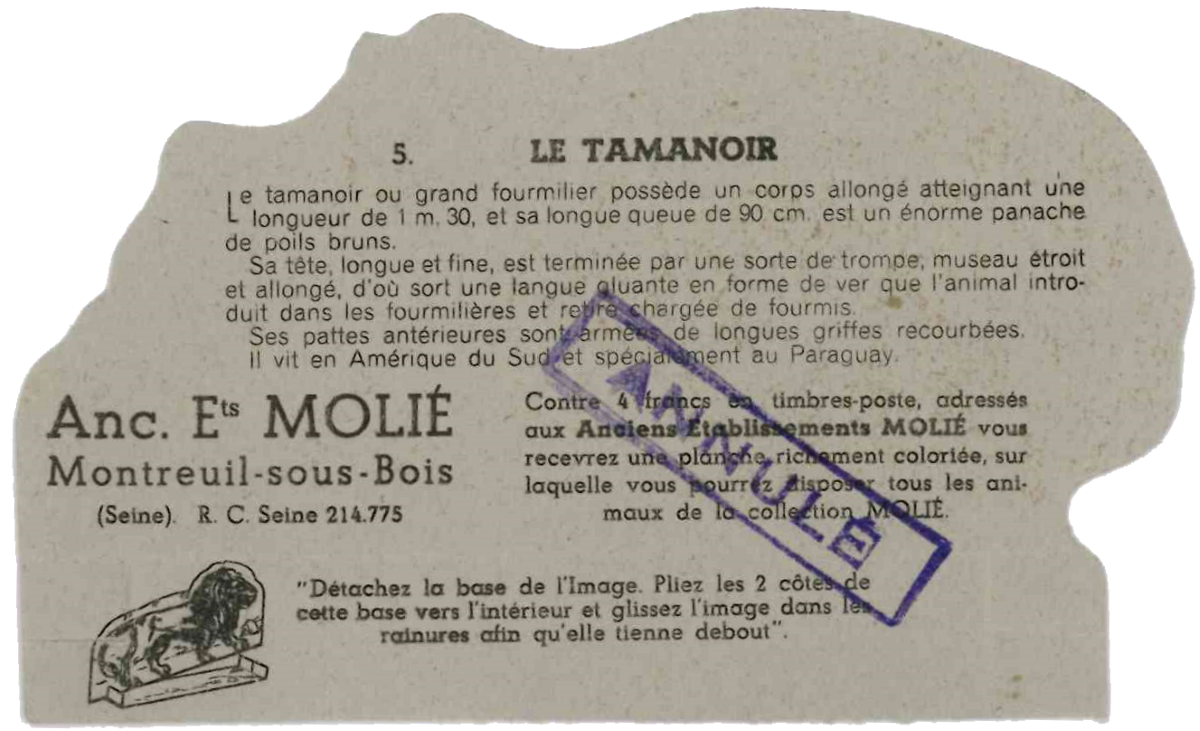 5. LE TAMANOIR
Le tamanoir ou grand fourmilier possède un corps allongé atteignant une
longueur de 1 m. 30, et sa longue queue de 90 cm. est un énorme panache
de poils bruns.
Sa tête, longue et fine, est terminée par une sorte de trompe, museau étroit
et allongé, d'où sort une langue gluante en forme de ver que l'animal intro-
duit dans les fourmilières et retire chargée de fourmis.
Ses pattes antérieures sont armées de longues griffes recourbées.
Il vit en Amérique du Sud et spécialement au Paraguay.
Anc. Ets MOLIÉ
Montreuil-sous-Bois
(Seine). R. C. Seine 214.775
Contre 4 francs en timbres-poste, adressés
aux Anciens Établissements MOLIÉ vous
recevrez une planche richement coloriée, sur
laquelle vous pourrez disposer tous les ani-
maux de la collection MOLIÉ.
ANNULÉ
"Détachez la base de l'Image. Pliez les 2 côtés de
cette base vers l'intérieur et glissez l'image dans les
rainures afin qu'elle tienne debout".